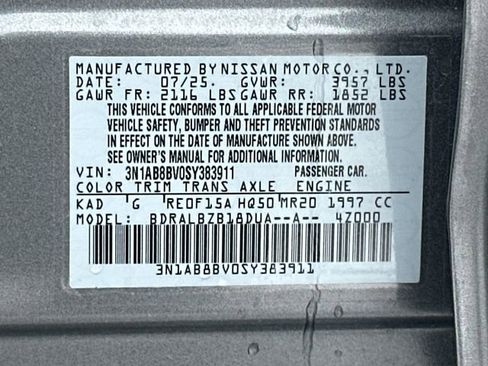 MANUFACTURED BY NISSAN MOTOR CO., LTD.
DATE: 07/25. GVWR: 3957 LBS
GAWR FR: 2116 LBS GAWR RR: 1852 LBS
THIS VEHICLE CONFORMS TO ALL APPLICABLE FEDERAL MOTOR
VEHICLE SAFETY, BUMPER AND THEFT PREVENTION STANDARDS
IN EFFECT ON THE DATE OF MANUFACTURE SHOWN ABOVE.
SEE OWNER'S MANUAL FOR ADDITIONAL INFORMATION.
VIN: 3N1AB8BV0SY383911 PASSENGER CAR.
COLOR TRIM TRANS AXLE ENGINE
KAD G RE0F15A HQ50 MR20 1997 CC
MODEL: BDRALBZB18DUA--A-- 4Z000
3N1AB8BV0SY383911